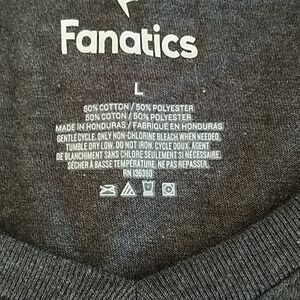 Fanatics
L
50% COTTON / 50% POLYESTER
50% COTON / 50% POLYESTER
MADE IN HONDURAS / FABRIQUÉ EN HONDURAS
GENTLE CYCLE. ONLY NON-CHLORINE BLEACH WHEN NEEDED.
TUMBLE DRY LOW. DO NOT IRON. CYCLE DOUX. AGENT
DE BLANCHIMENT SANS CHLORE SEULEMENT SI NÉCESSAIRE.
SÉCHER À BASSE TEMPÉRATURE. NE PAS REPASSER.
RN 136380